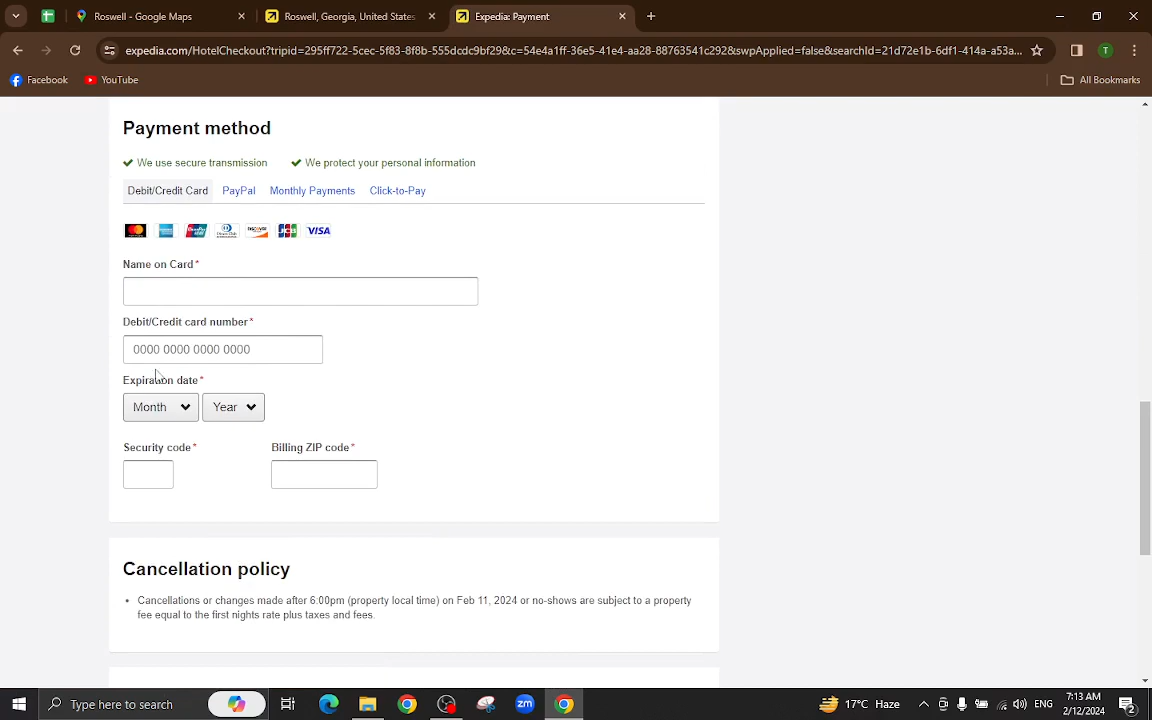 Roswell - Google Maps
Roswell, Georgia, United States
Expedia: Payment
expedia.com/HotelCheckout?tripid=295ff722-5cec-5f83-8f8b-555dcdc9bf29&c=54e4a1ff-36e5-41e4-aa28-88763541c292&swpApplied=false&searchId=21d72e1b-6df1-414a-a53a...
Facebook
YouTube
All Bookmarks
Payment method
We use secure transmission
We protect your personal information
Debit/Credit Card
PayPal
Monthly Payments
Click-to-Pay
VISA
Name on Card*
Debit/Credit card number*
0000 0000 0000 0000
Expiration date*
Month
Year
Security code*
Billing ZIP code*
Cancellation policy
Cancellations or changes made after 6:00pm (property local time) on Feb 11, 2024 or no-shows are subject to a property
fee equal to the first nights rate plus taxes and fees.
Type here to search
zm
17°C Haze
ENG
7:13 AM
2/12/2024
2